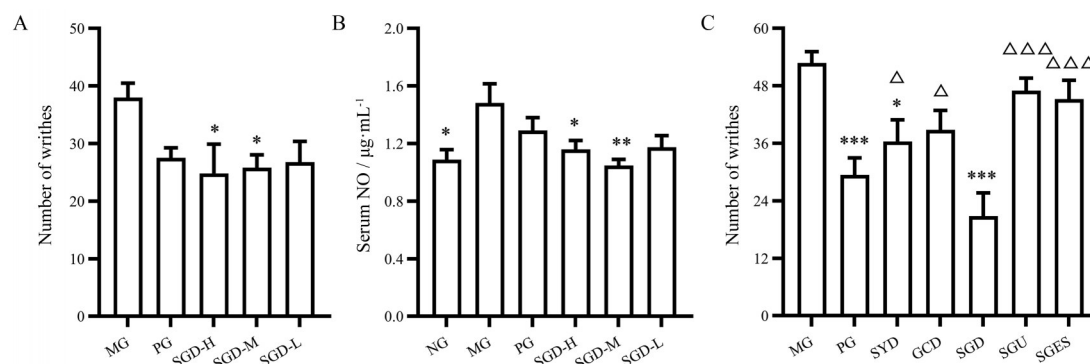 A
Number of writhes
50
40
30
20
10
0
*
*
MG
PG
SGD-H
SGD-M
SGD-L
B
Serum NO / μg·mL⁻¹
2.0
1.6
1.2
0.8
0.4
0.0
*
*
**
NG
MG
PG
SGD-H
SGD-M
SGD-L
C
Number of writhes
60
48
36
24
12
0
***
△
*
△
***
△△△
△△△
MG
PG
SYD
GCD
SGD
SGU
SGES